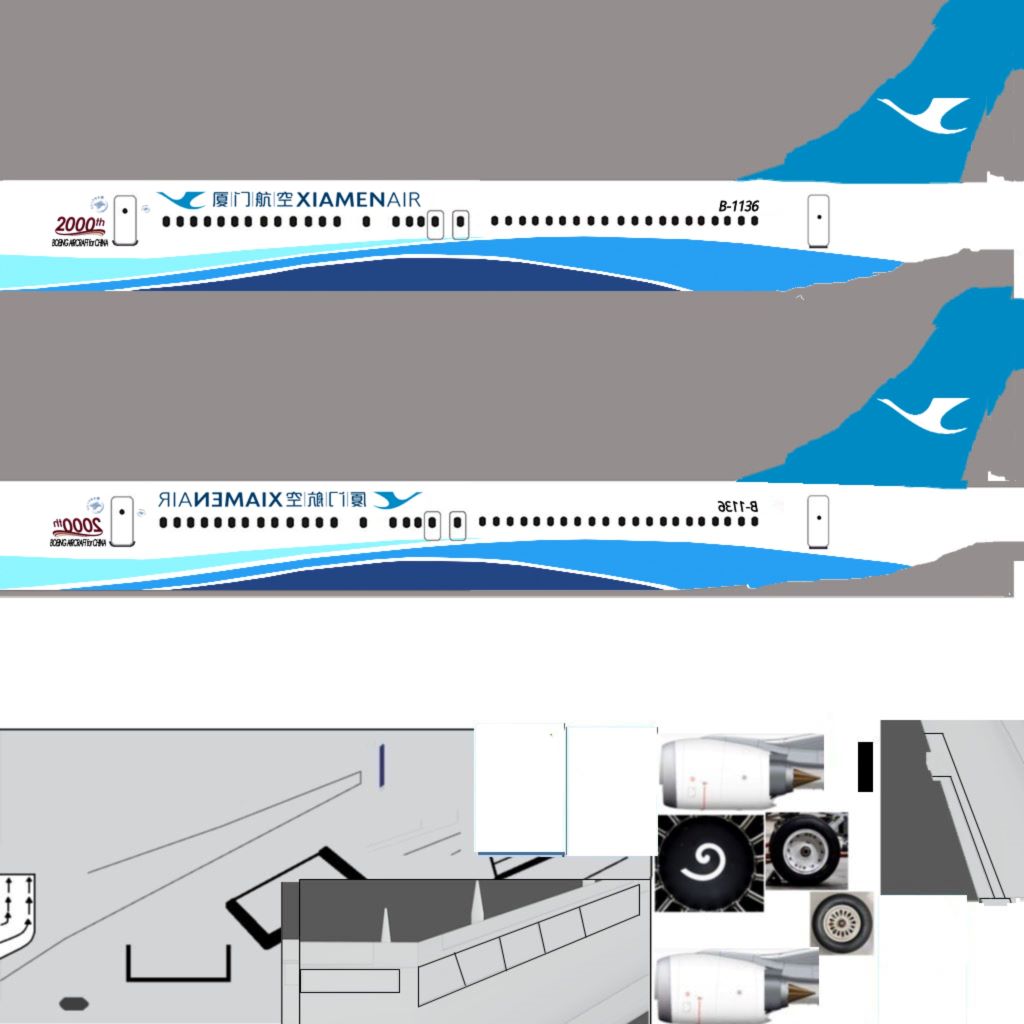 厦门航空 XIAMENAIR
B-1136
2000th
BOEING AIRCRAFT for CHINA
厦门航空 XIAMENAIR
B-1136
2000th
BOEING AIRCRAFT for CHINA